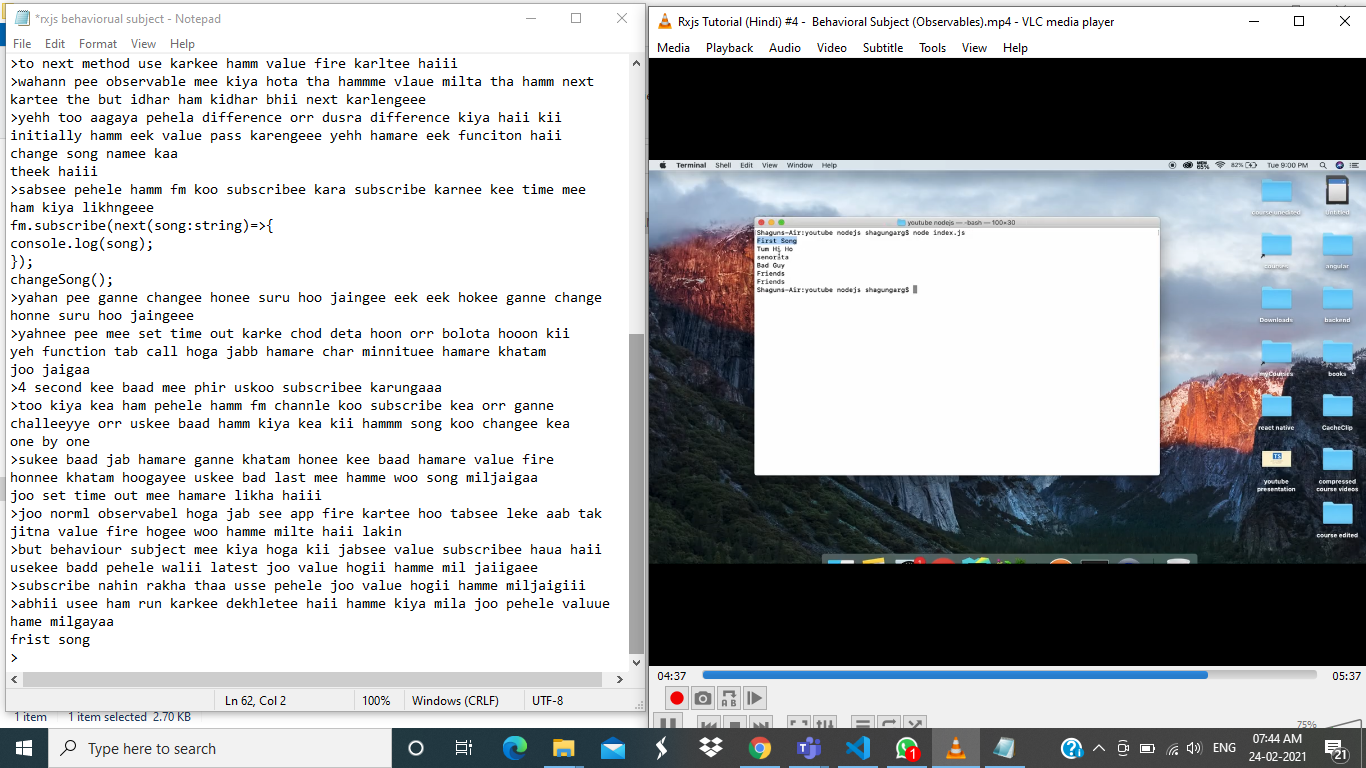 *rxjs behaviorual subject - Notepad
File Edit Format View Help
>to next method use karkee hamm value fire karltee haiii
>wahann pee observable mee kiya hota tha hammme vlaue milta tha hamm next
kartee the but idhar ham kidhar bhii next karlengeee
>yehh too aagaya pehela difference orr dusra difference kiya haii kii
initially hamm eek value pass karengeee yehh hamare eek funciton haii
change song namee kaa
theek haiii
>sabsee pehele hamm fm koo subscribee kara subscribe karnee kee time mee
ham kiya likhngeee
fm.subscribe(next(song:string)=>{
console.log(song);
});
changeSong();
>yahan pee ganne changee honee suru hoo jaingee eek eek hokee ganne change
honne suru hoo jaingeee
>yahnee pee mee set time out karke chod deta hoon orr bolota hooon kii
yeh function tab call hoga jabb hamare char minnituee hamare khatam
joo jaigaa
>4 second kee baad mee phir uskoo subscribee karungaaa
>too kiya kea ham pehele hamm fm channle koo subscribe kea orr ganne
challeeyye orr uskee baad hamm kiya kea kii hammm song koo changee kea
one by one
>sukee baad jab hamare ganne khatam honee kee baad hamare value fire
honnee khatam hoogayee uskee bad last mee hamme woo song miljaigaa
joo set time out mee hamare likha haiii
>joo norml observabel hoga jab see app fire kartee hoo tabsee leke aab tak
jitna value fire hogee woo hamme milte haii lakin
>but behaviour subject mee kiya hoga kii jabsee value subscribee haua haii
usekee badd pehele walii latest joo value hogii hamme mil jaiigaee
>subscribe nahin rakha thaa usse pehele joo value hogii hamme miljaigiii
>abhii usee ham run karkee dekhletee haii hamme kiya mila joo pehele valuue
hame milgayaa
frist song
>
Ln 62, Col 2 100% Windows (CRLF) UTF-8
1 item 1 item selected 2.70 KB
Rxjs Tutorial (Hindi) #4 - Behavioral Subject (Observables).mp4 - VLC media player
Media Playback Audio Video Subtitle Tools View Help
Terminal Shell Edit View Window Help 82% Tue 9:00 PM
youtube nodejs — -bash — 100×30
Shaguns-Air:youtube nodejs shagungarg$ node index.js
First Song
Tum Hi Ho
senorita
Bad Guy
Friends
Friends
Shaguns-Air:youtube nodejs shagungarg$
course unedited
untitled
courses
angular
Downloads
backend
myCourses
books
react native
CacheClip
TS
youtube presentation
compressed course videos
course edited
04:37 05:37
A B
75%
Type here to search
1
ENG
07:44 AM
24-02-2021
21